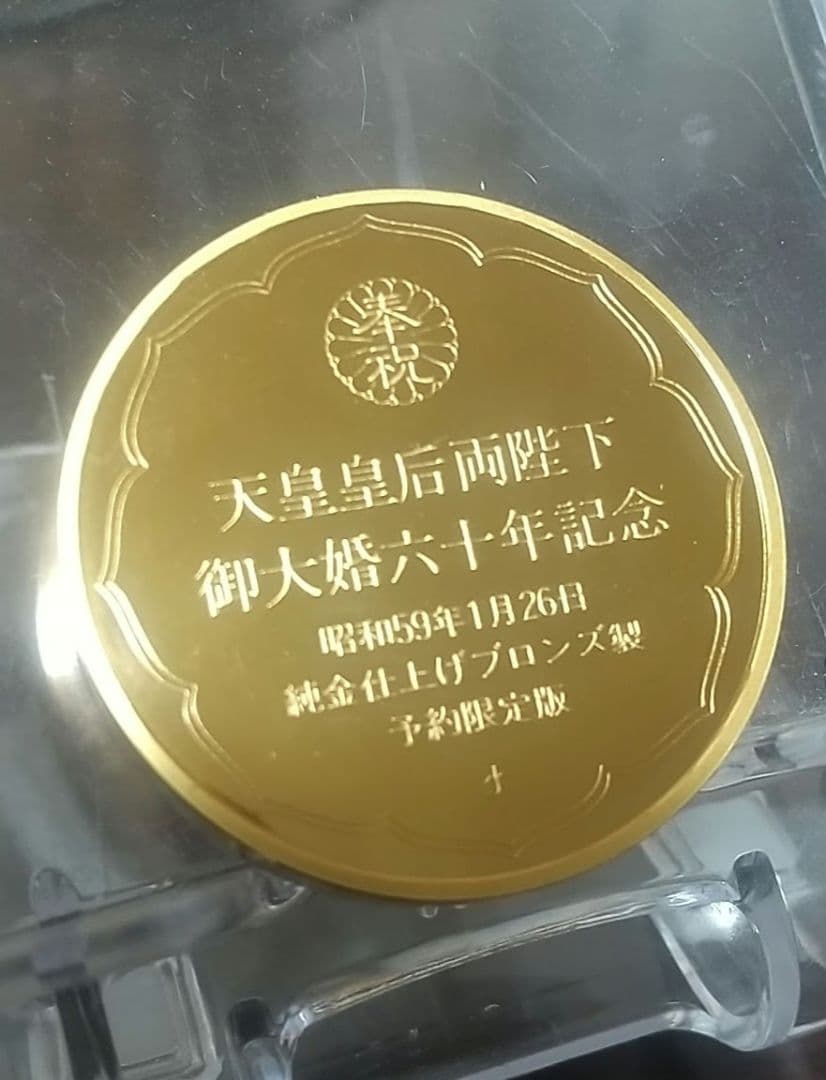 奉祝
天皇皇后両陛下
御大婚六十年記念
昭和59年1月26日
純金仕上げブロンズ製
予約限定版